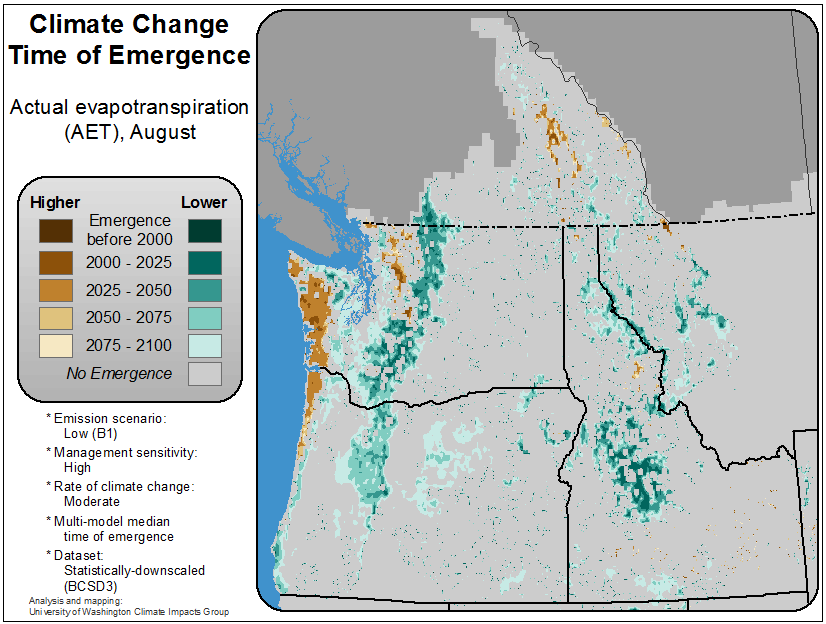 Climate Change
Time of Emergence
Actual evapotranspiration
(AET), August
Higher Lower
Emergence
before 2000
2000 - 2025
2025 - 2050
2050 - 2075
2075 - 2100
No Emergence
* Emission scenario:
Low (B1)
* Management sensitivity:
High
* Rate of climate change:
Moderate
* Multi-model median
time of emergence
* Dataset:
Statistically-downscaled
(BCSD3)
Analysis and mapping:
University of Washington Climate Impacts Group